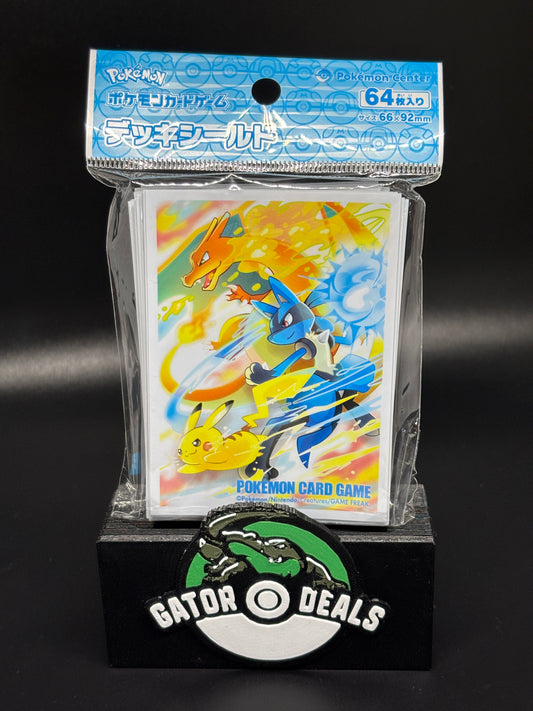 Pokémon
Pokémon Center
ポケモンカードゲーム
デッキシールド
64枚入り
サイズ 66×92mm
POKÉMON CARD GAME
©Pokémon/Nintendo/Creatures/GAME FREAK
GATOR DEALS